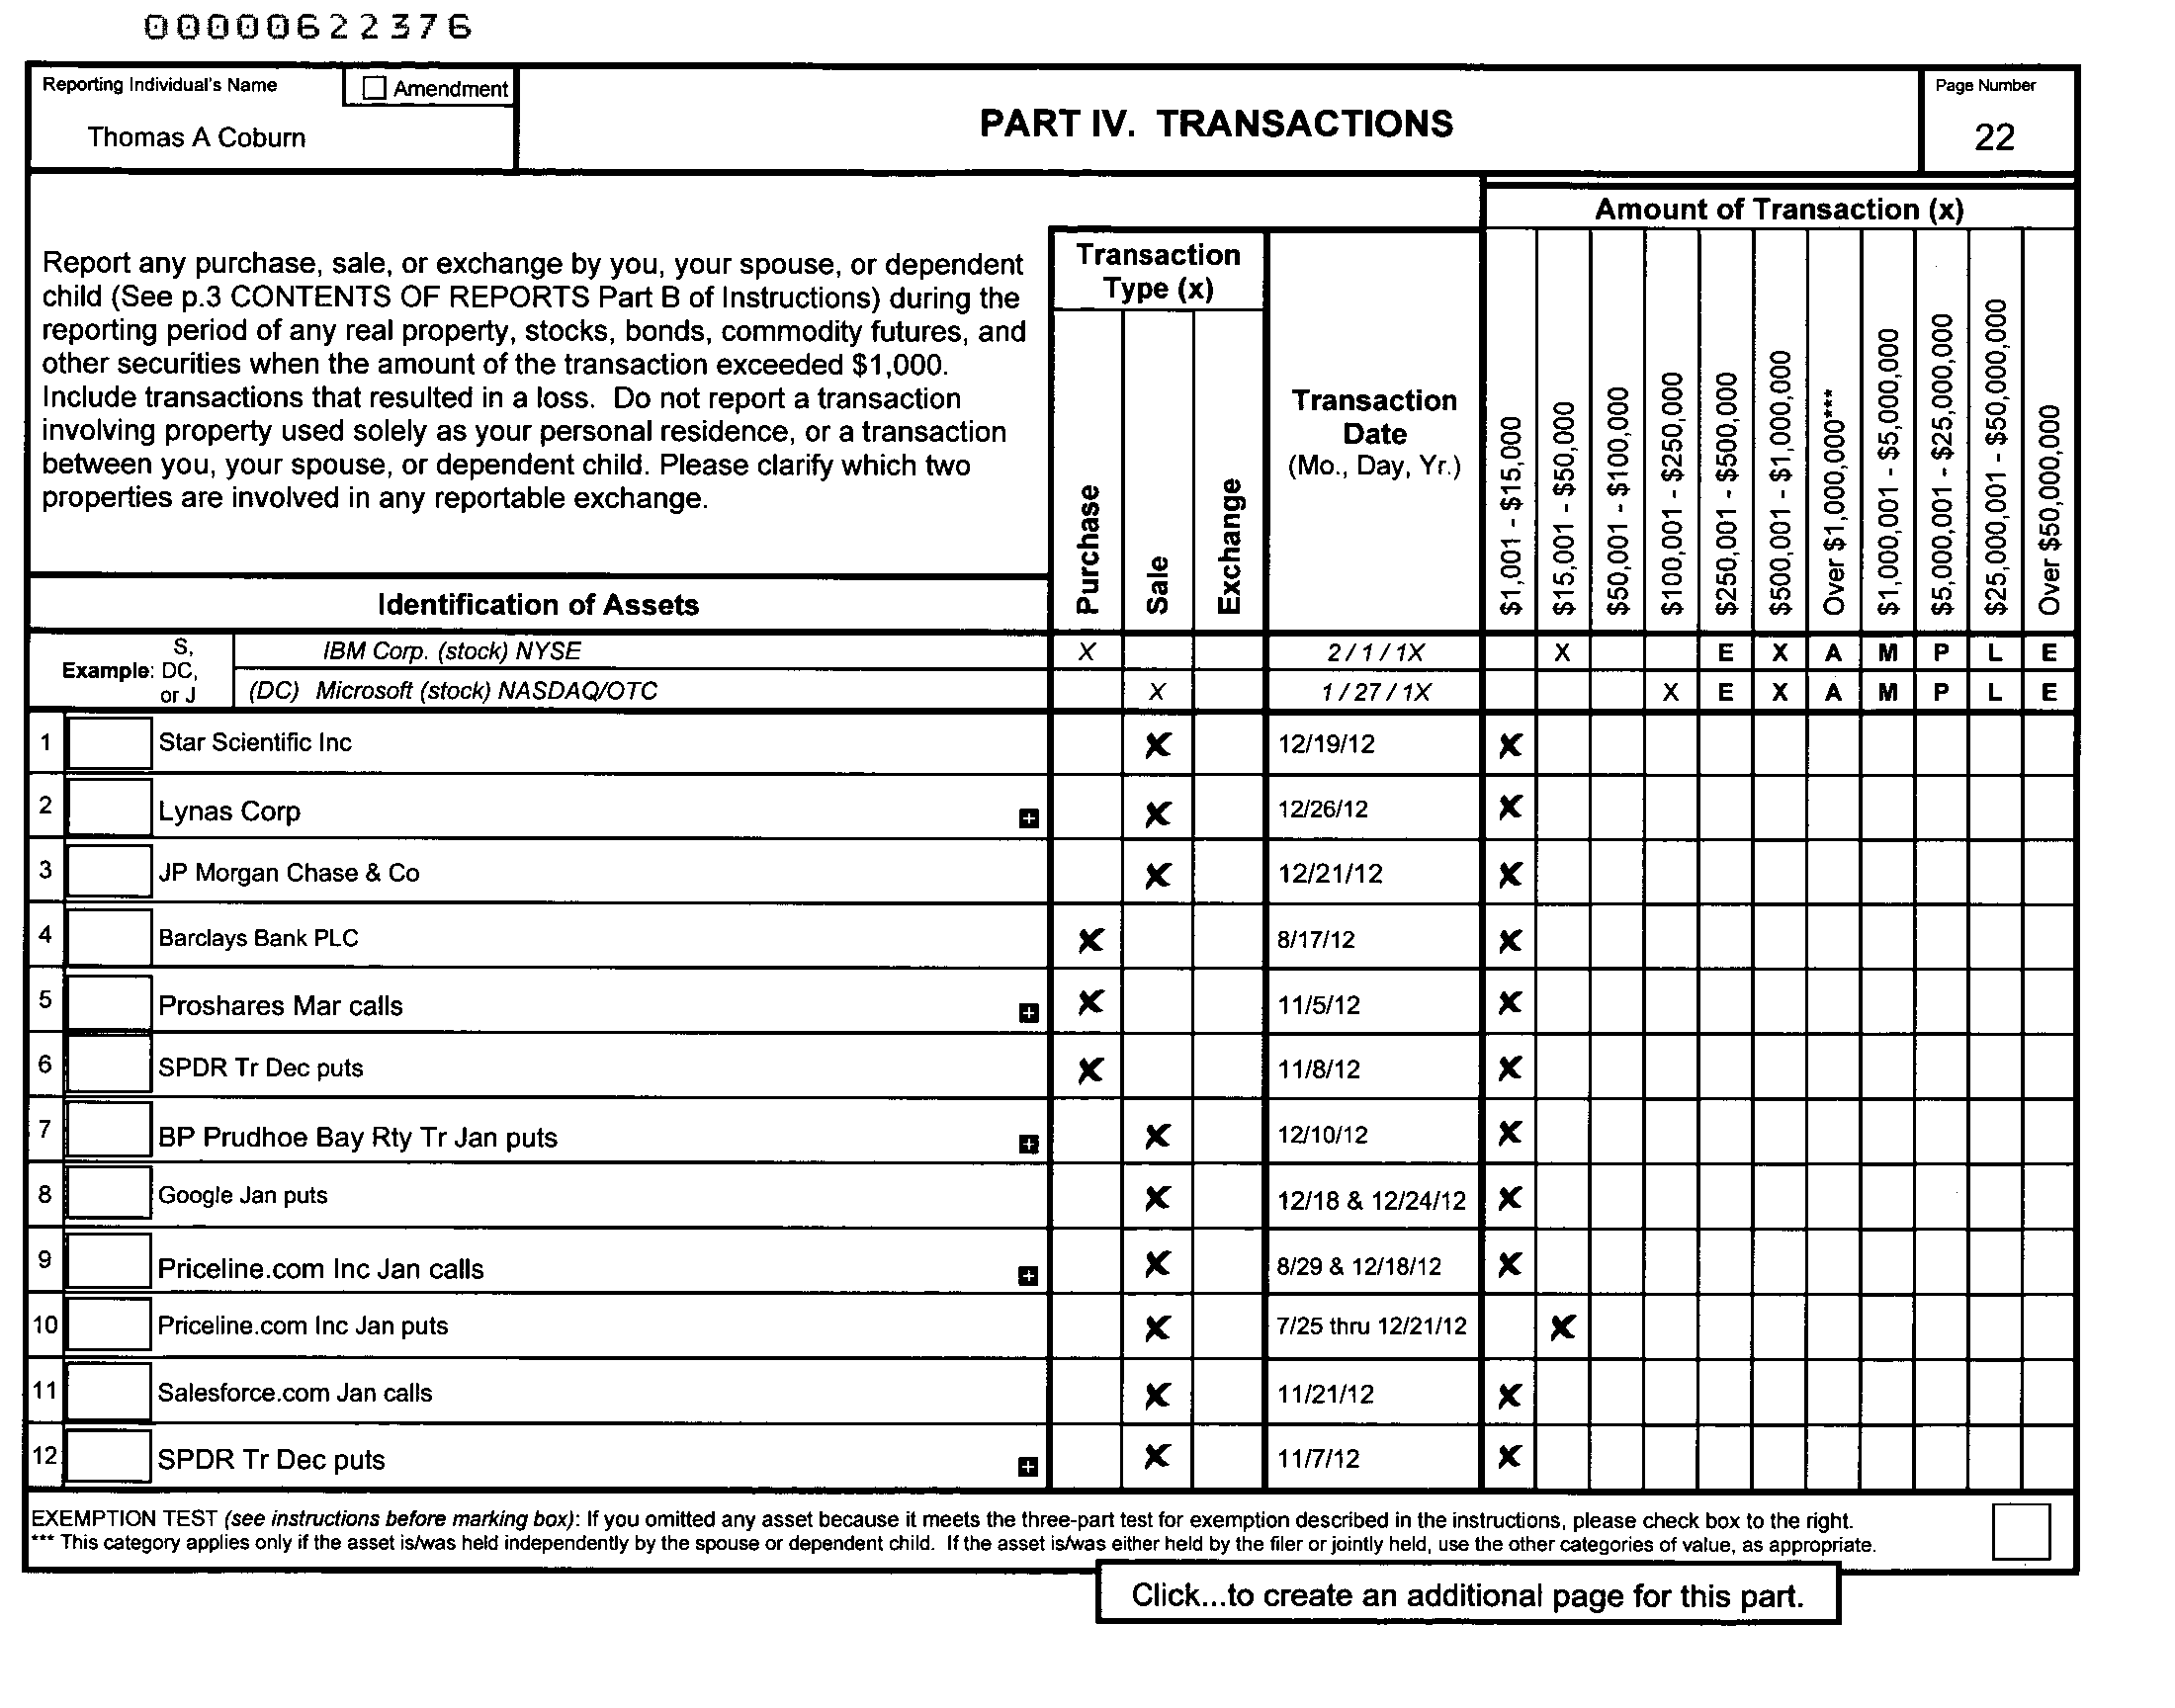 00000622376
Reporting Individual's Name
Amendment
Thomas A Coburn
PART IV. TRANSACTIONS
Page Number
22
Report any purchase, sale, or exchange by you, your spouse, or dependent
child (See p.3 CONTENTS OF REPORTS Part B of Instructions) during the
reporting period of any real property, stocks, bonds, commodity futures, and
other securities when the amount of the transaction exceeded $1,000.
Include transactions that resulted in a loss. Do not report a transaction
involving property used solely as your personal residence, or a transaction
between you, your spouse, or dependent child. Please clarify which two
properties are involved in any reportable exchange.
Identification of Assets
Transaction
Type (x)
Purchase
Sale
Exchange
Transaction
Date
(Mo., Day, Yr.)
Amount of Transaction (x)
$1,001 - $15,000
$15,001 - $50,000
$50,001 - $100,000
$100,001 - $250,000
$250,001 - $500,000
$500,001 - $1,000,000
Over $1,000,000***
$1,000,001 - $5,000,000
$5,000,001 - $25,000,000
$25,000,001 - $50,000,000
Over $50,000,000
Example: S, DC, or J
IBM Corp. (stock) NYSE X 2 / 1 / 1X X E X A M P L E
(DC) Microsoft (stock) NASDAQ/OTC X 1 / 27 / 1X X E X A M P L E
1 Star Scientific Inc X 12/19/12 X
2 Lynas Corp + X 12/26/12 X
3 JP Morgan Chase & Co X 12/21/12 X
4 Barclays Bank PLC X 8/17/12 X
5 Proshares Mar calls + X 11/5/12 X
6 SPDR Tr Dec puts X 11/8/12 X
7 BP Prudhoe Bay Rty Tr Jan puts + X 12/10/12 X
8 Google Jan puts X 12/18 & 12/24/12 X
9 Priceline.com Inc Jan calls + X 8/29 & 12/18/12 X
10 Priceline.com Inc Jan puts X 7/25 thru 12/21/12 X
11 Salesforce.com Jan calls X 11/21/12 X
12 SPDR Tr Dec puts + X 11/7/12 X
EXEMPTION TEST (see instructions before marking box): If you omitted any asset because it meets the three-part test for exemption described in the instructions, please check box to the right.
*** This category applies only if the asset is/was held independently by the spouse or dependent child. If the asset is/was either held by the filer or jointly held, use the other categories of value, as appropriate.
Click...to create an additional page for this part.